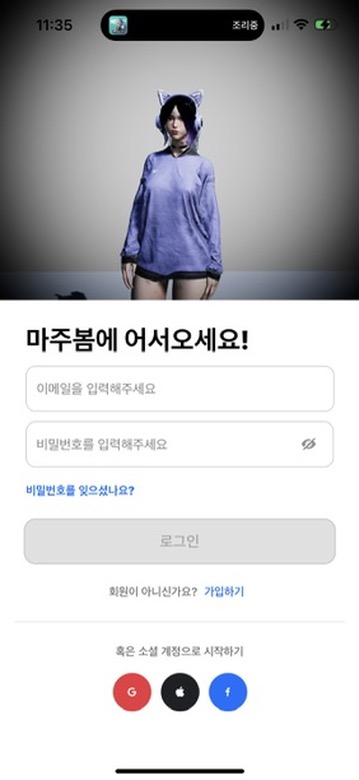 11:35
조리중
마주봄에 어서오세요!
이메일을 입력해주세요
비밀번호를 입력해주세요
비밀번호를 잊으셨나요?
로그인
회원이 아니신가요? 가입하기
혹은 소셜 계정으로 시작하기
G
f